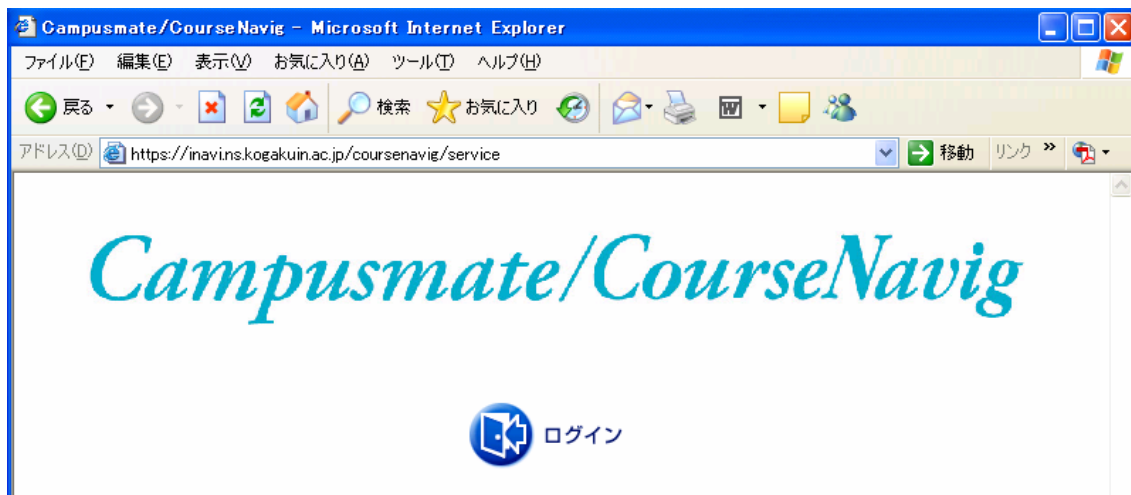 Campusmate/CourseNavig - Microsoft Internet Explorer
ファイル(F) 編集(E) 表示(V) お気に入り(A) ツール(T) ヘルプ(H)
戻る 検索 お気に入り
アドレス(D) https://inavi.ns.kogakuin.ac.jp/coursenavig/service 移動 リンク »
Campusmate/CourseNavig
ログイン